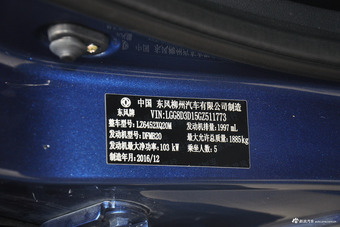 中国 东风柳州汽车有限公司制造
东风牌 VIN:LGG8D3D15GZ511773
整车型号 LZ6452XQ20M 发动机排量:1997 mL
发动机型号 DFMB20 最大允许总质量:1885kg
发动机最大净功率:103 kW 乘坐人数:5
制造年月:2016/12